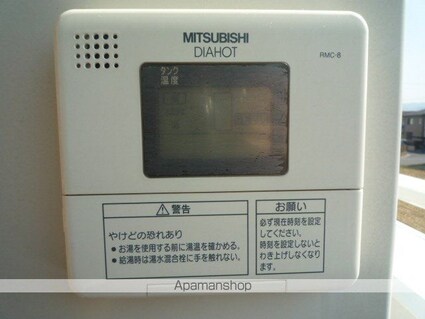 MITSUBISHI
DIAHOT
RMC-8
タンク
温度
⚠警告
やけどの恐れあり
●お湯を使用する前に湯温を確かめる。
●給湯時は湯水混合栓に手を触れない。
お願い
必ず現在時刻を設定
してください。
時刻を設定しないと
わき上げしなくなり
ます。
Apamanshop